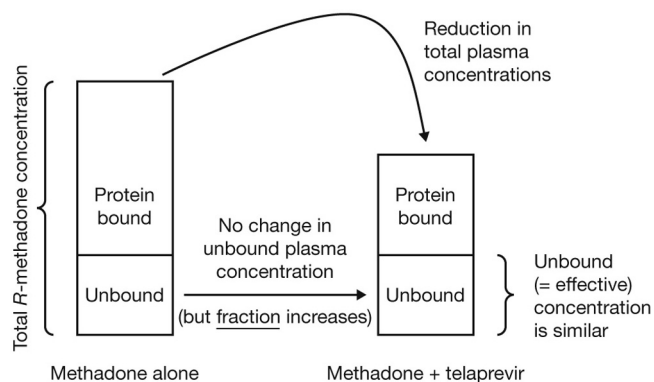 Reduction in
total plasma
concentrations
Total R-methadone concentration
Protein
bound
Unbound
No change in
unbound plasma
concentration
(but fraction increases)
Protein
bound
Unbound
Unbound
(= effective)
concentration
is similar
Methadone alone
Methadone + telaprevir